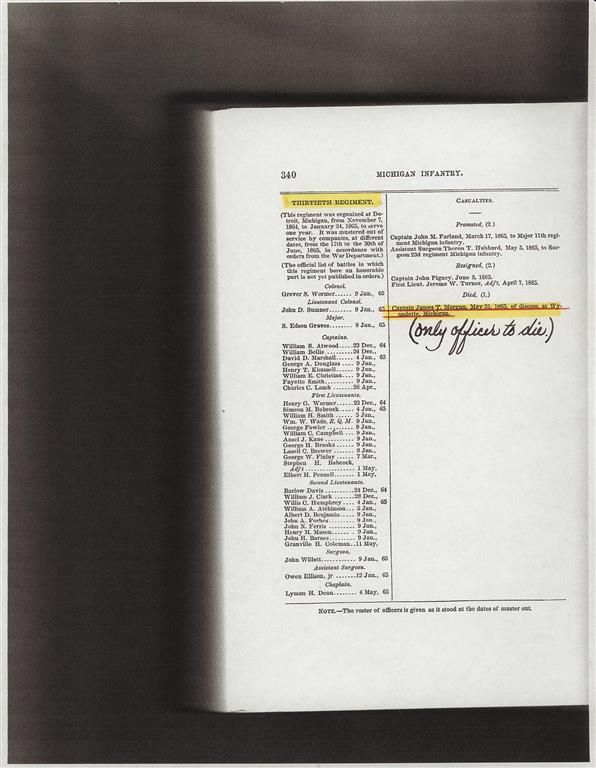 340 MICHIGAN INFANTRY.
THIRTIETH REGIMENT.
(This regiment was organized at De-
troit, Michigan, from November 7,
1864, to January 24, 1865, to serve
one year. It was mustered out of
service by companies, at different
dates, from the 17th to the 30th of
June, 1865, in accordance with
orders from the War Department.)
(The official list of battles in which
this regiment bore an honorable
part is not yet published in orders.)
Colonel.
Grover S. Wormer...... 9 Jan., 65
Lieutenant Colonel.
John D. Sumner....... 9 Jan., 65
Major.
S. Edson Graves...... 9 Jan., 65
Captains.
William S. Atwood....23 Dec., 64
William Bellis.......24 Dec.,
David D. Marshall.... 4 Jan., 65
George A. Douglass ... 9 Jan.,
Henry T. Kimmell..... 9 Jan.,
William E. Christian.... 9 Jan.,
Fayette Smith........ 9 Jan.,
Charles C. Lamb ......26 Apr.,
First Lieutenants.
Henry G. Wormer.....23 Dec., 64
Simeon M. Babcock.... 4 Jan., 65
William H. Smith ..... 5 Jan.,
Wm. W. Wade, R. Q. M. 9 Jan.,
George Fowler ........ 9 Jan.,
William C. Campbell ... 9 Jan.,
Ansel J. Kane......... 9 Jan.,
George H. Brooks ..... 9 Jan.,
Lasell C. Brewer ...... 9 Jan.,
George W. Finlay ..... 7 Mar.,
Stephen H. Babcock,
Adj't ............ 1 May,
Elbert H. Pennell...... 1 May,
Second Lieutenants.
Barlow Davis .........24 Dec., 64
William J. Clark ......28 Dec.,
Willis C. Humphrey ... 4 Jan., 65
William A. Atchinson... 5 Jan.,
Albert D. Benjamin.... 9 Jan.,
John A. Forbes ....... 9 Jan.,
John N. Ferris ........ 9 Jan.,
Henry M. Mason...... 9 Jan.,
John H. Barnes....... 9 Jan.,
Granville H. Coleman..11 May,
Surgeon.
John Willett........... 9 Jan., 65
Assistant Surgeon.
Owen Ellison, jr .......12 Jan., 65
Chaplain.
Lyman H. Dean....... 4 May, 65
CASUALTIES.
Promoted, (2.)
Captain John M. Farland, March 17, 1865, to Major 11th regi-
ment Michigan infantry.
Assistant Surgeon Theron T. Hubbard, May 5, 1865, to Sur-
geon 23d regiment Michigan infantry.
Resigned, (2.)
Captain John Pigney, June 5, 1865.
First Lieut. Jerome W. Turner, Adj't, April 7, 1865.
Died, (1.)
Captain James T. Morgan, May 31, 1865, of disease, at Wy-
andotte, Michigan.
(only officer to die.)
NOTE.—The roster of officers is given as it stood at the dates of muster out.